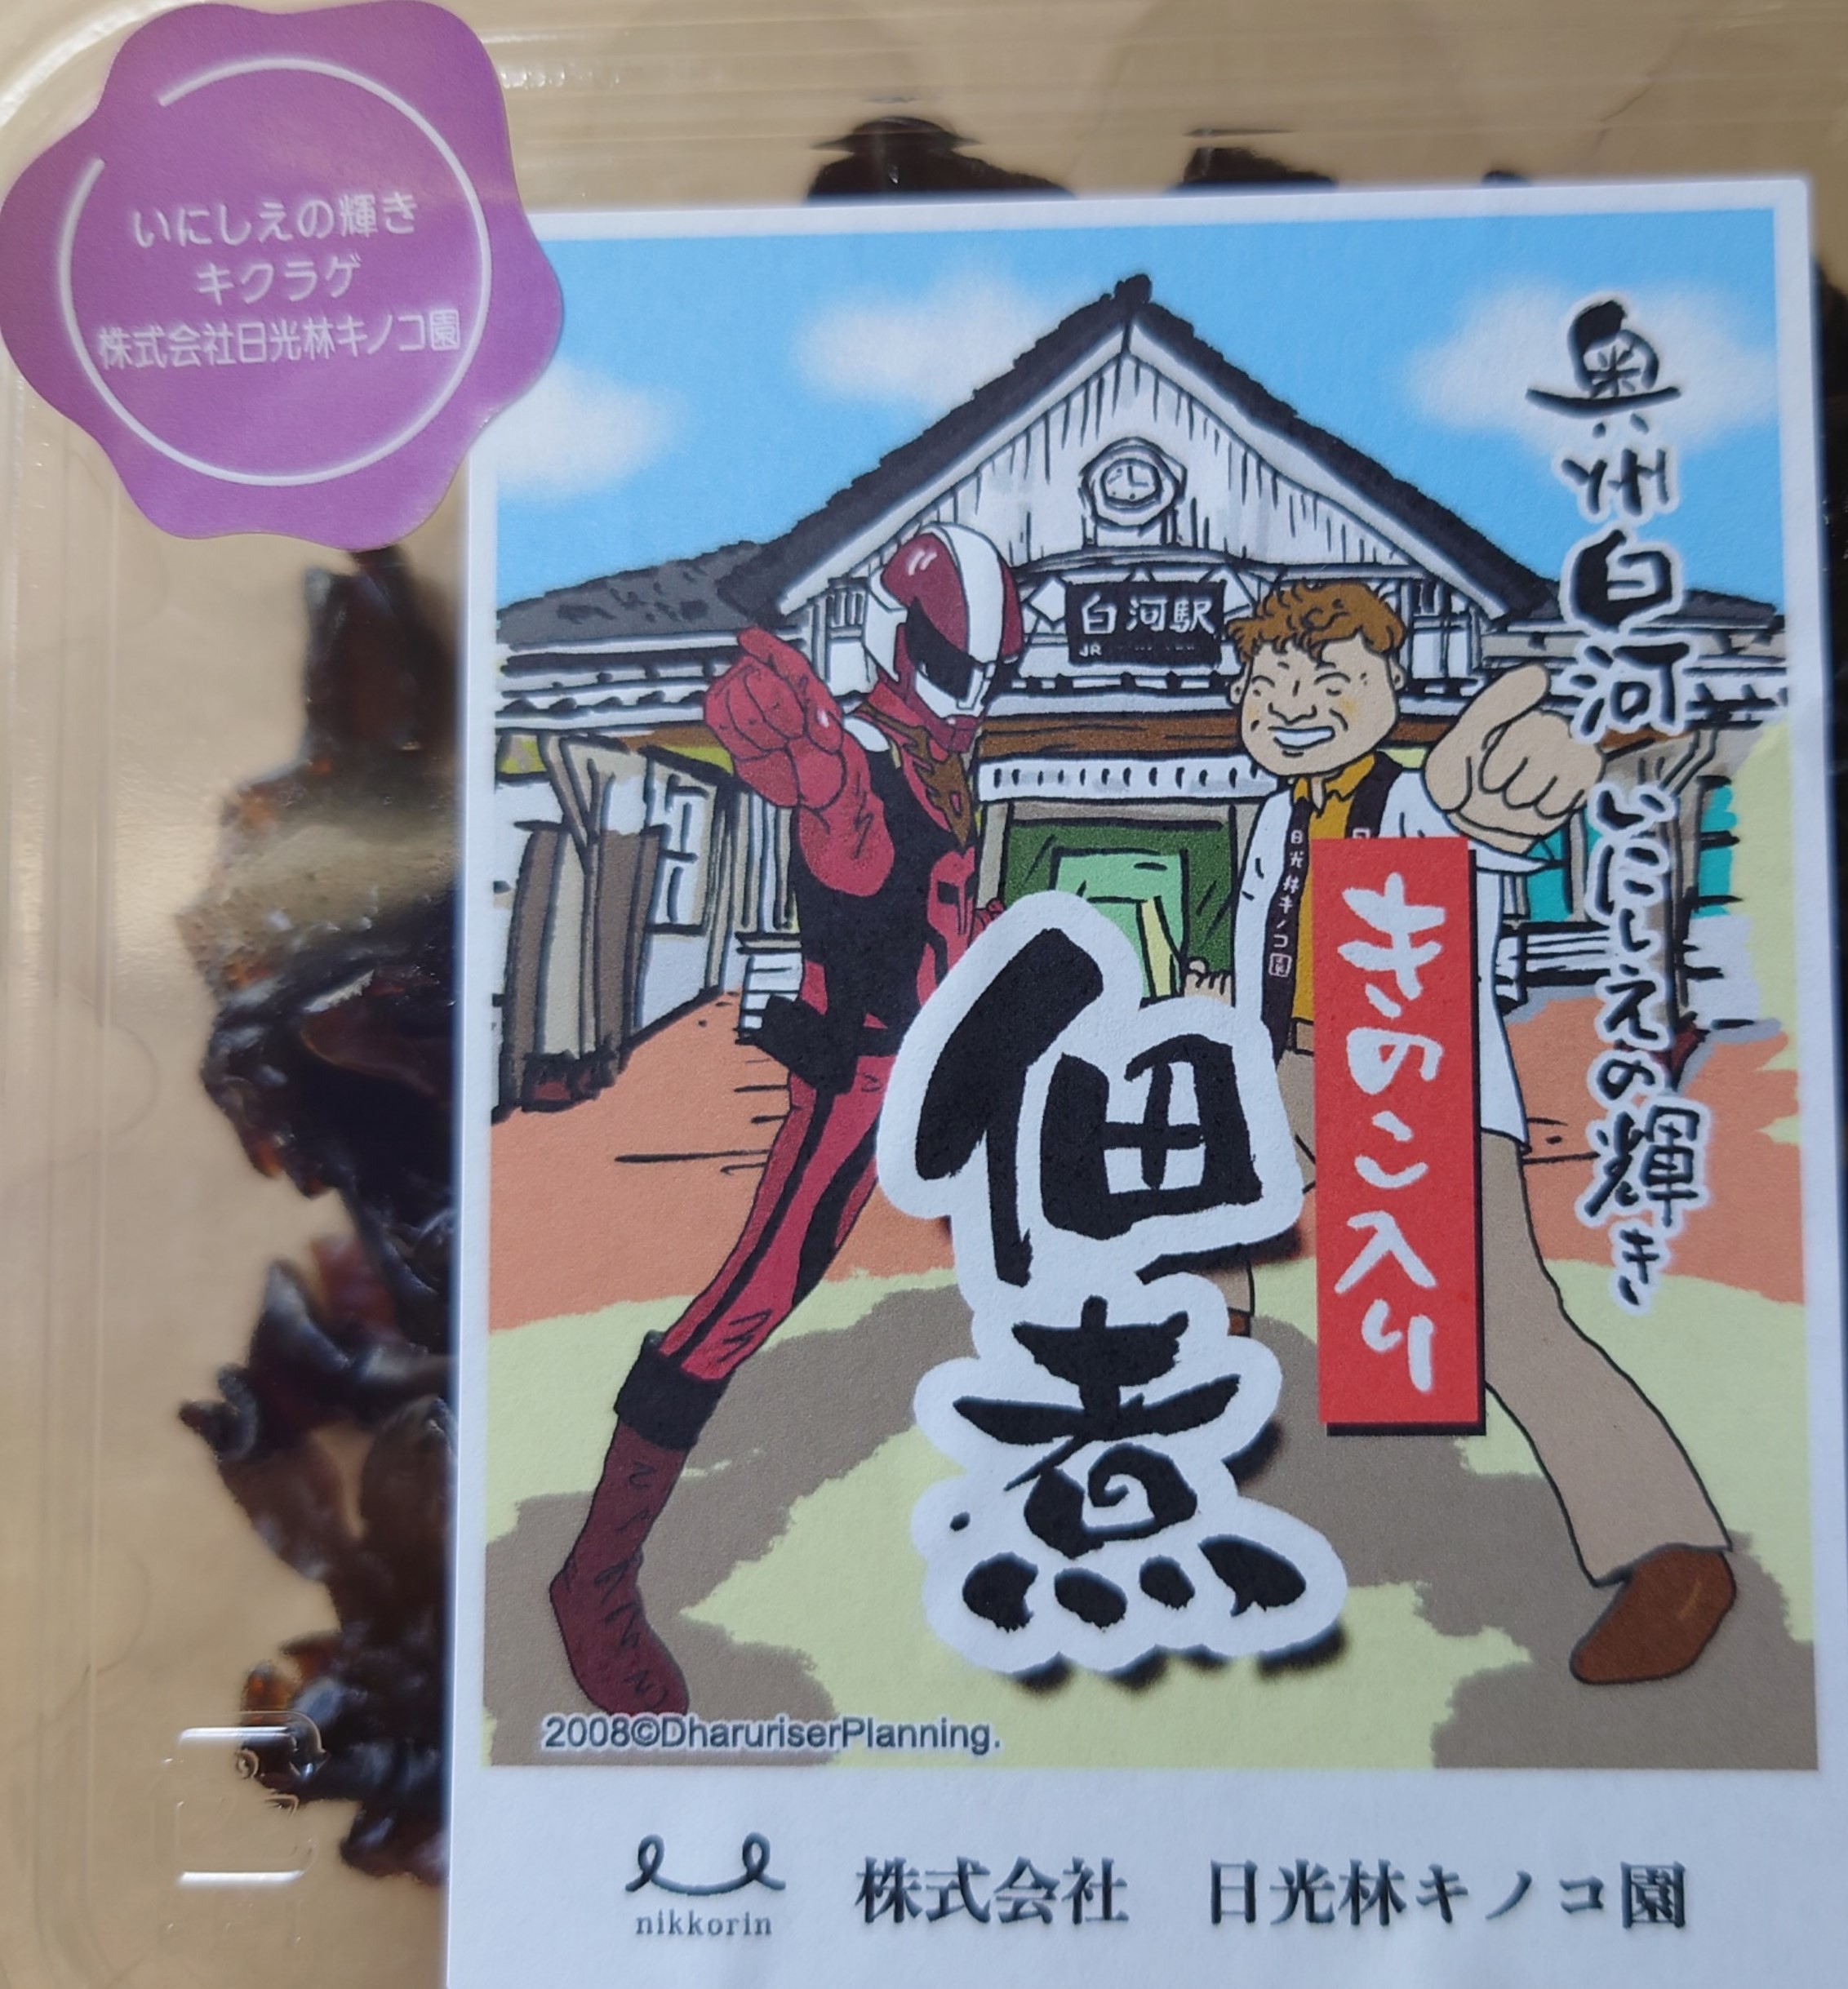 いにしえの輝き
キクラゲ
株式会社日光林キノコ園
奥州白河 いにしえの輝き
白河駅
JR
日光林キノコ園
きのこ入り
佃煮
2008©DharuriserPlanning.
nikkorin
株式会社 日光林キノコ園